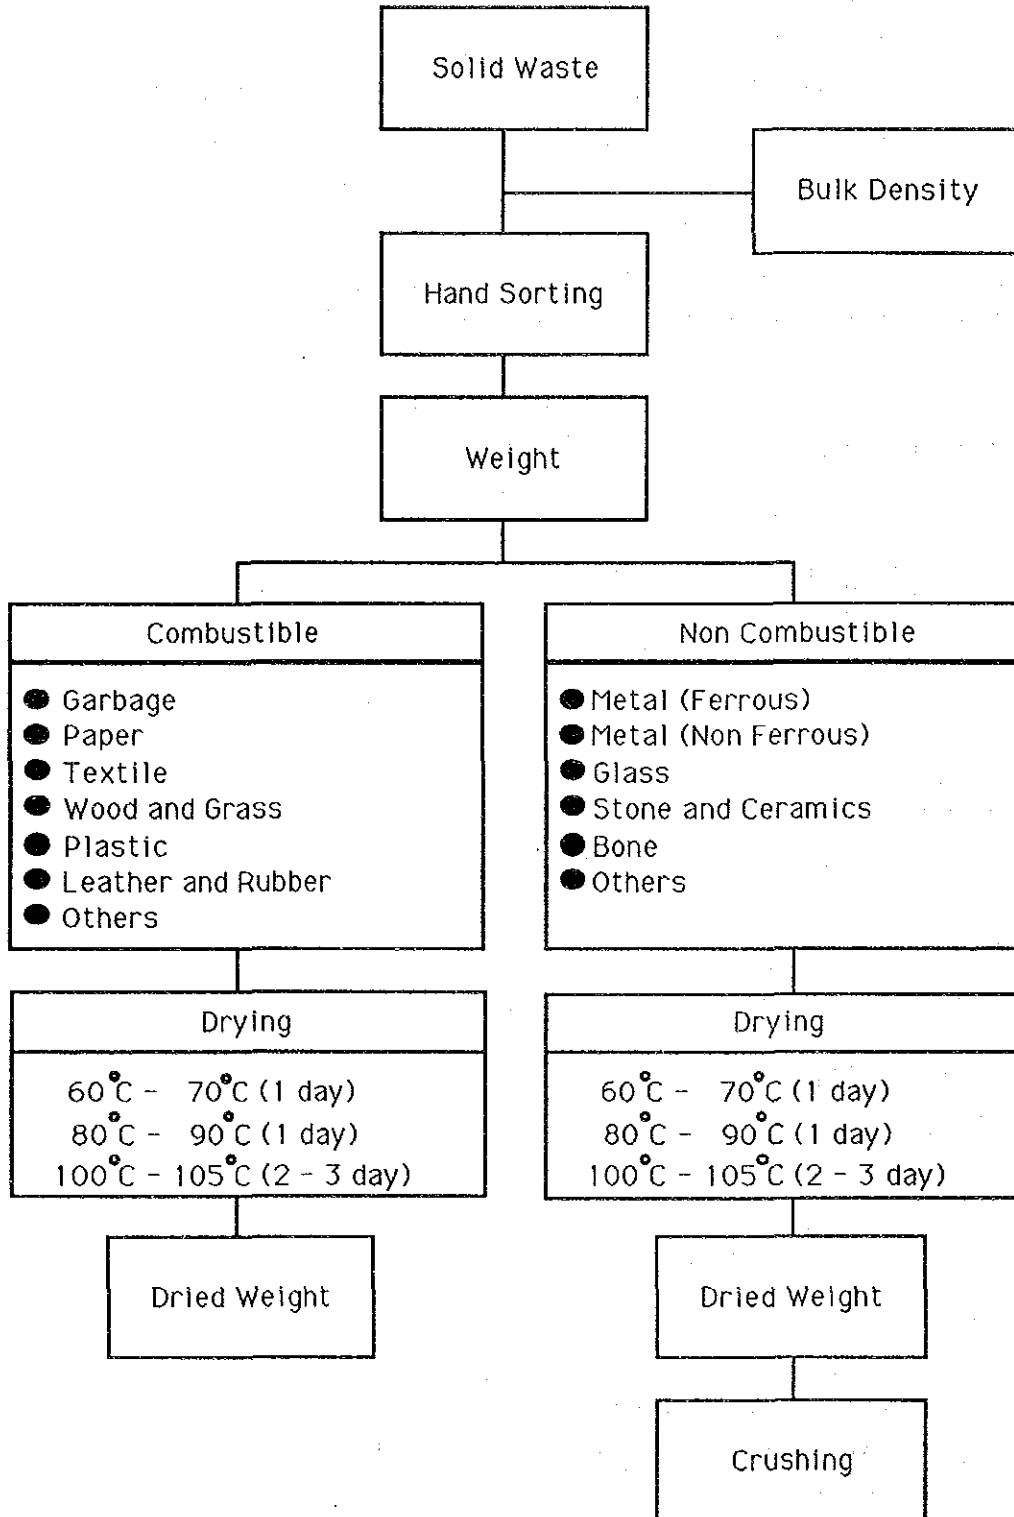 Solid Waste
Bulk Density
Hand Sorting
Weight
Combustible
● Garbage
● Paper
● Textile
● Wood and Grass
● Plastic
● Leather and Rubber
● Others
Non Combustible
● Metal (Ferrous)
● Metal (Non Ferrous)
● Glass
● Stone and Ceramics
● Bone
● Others
Drying
60°C - 70°C (1 day)
80°C - 90°C (1 day)
100°C - 105°C (2 - 3 day)
Drying
60°C - 70°C (1 day)
80°C - 90°C (1 day)
100°C - 105°C (2 - 3 day)
Dried Weight
Dried Weight
Crushing